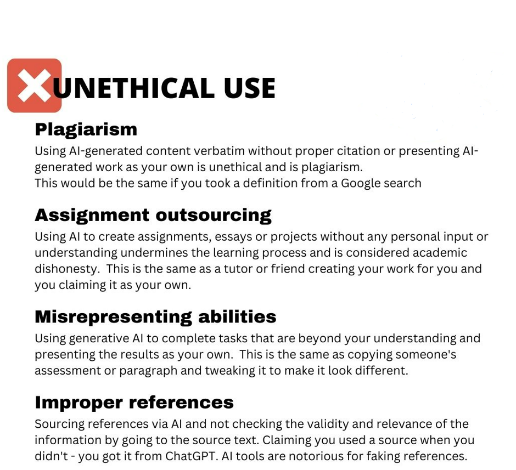 UNETHICAL USE
Plagiarism
Using AI-generated content verbatim without proper citation or presenting AI-
generated work as your own is unethical and is plagiarism.
This would be the same if you took a definition from a Google search
Assignment outsourcing
Using AI to create assignments, essays or projects without any personal input or
understanding undermines the learning process and is considered academic
dishonesty.  This is the same as a tutor or friend creating your work for you and
you claiming it as your own.
Misrepresenting abilities
Using generative AI to complete tasks that are beyond your understanding and
presenting the results as your own.  This is the same as copying someone's
assessment or paragraph and tweaking it to make it look different.
Improper references
Sourcing references via AI and not checking the validity and relevance of the
information by going to the source text. Claiming you used a source when you
didn't - you got it from ChatGPT. AI tools are notorious for faking references.